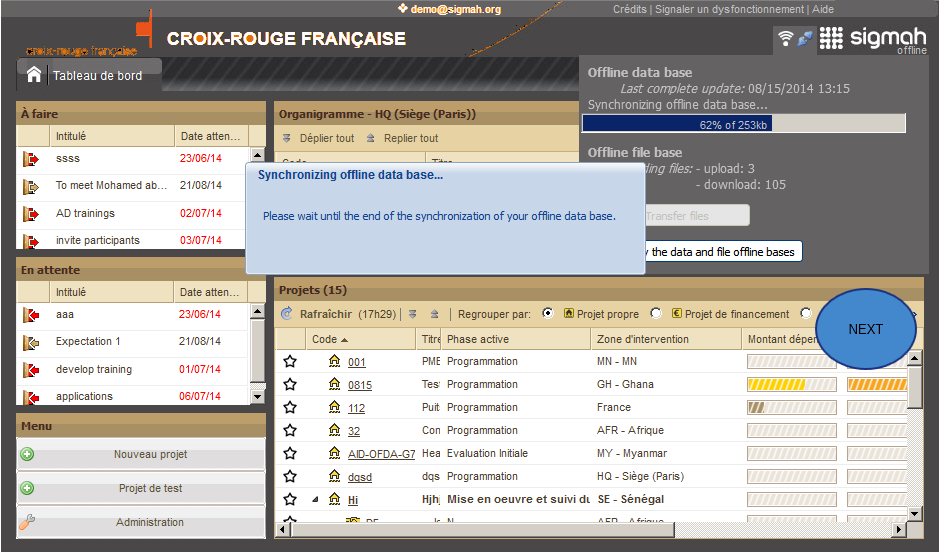 demo@sigmah.org
Crédits | Signaler un dysfonctionnement | Aide
croix-rouge française
CROIX-ROUGE FRANÇAISE
sigmah
offline
Tableau de bord
Offline data base
Last complete update: 08/15/2014 13:15
Synchronizing offline data base...
62% of 253kb
Offline file base
files: - upload: 3
- download: 105
Transfer files
the data and file offline bases
À faire
Intitulé Date atten...
ssss 23/06/14
To meet Mohamed ab... 21/08/14
AD trainings 02/07/14
invite participants 03/07/14
Organigramme - HQ (Siège (Paris))
Déplier tout Replier tout
Code Titre
Synchronizing offline data base...
Please wait until the end of the synchronization of your offline data base.
En attente
Intitulé Date atten...
aaa 23/06/14
Expectation 1 21/08/14
develop training 01/07/14
applications 06/07/14
Menu
Nouveau projet
Projet de test
Administration
Projets (15)
Rafraîchir (17h29) Regrouper par: Projet propre Projet de financement
NEXT
Code Titre Phase active Zone d'intervention Montant dépen
001 PME Programmation MN - MN
0815 Tes Programmation GH - Ghana
112 Puit Programmation France
32 Con Programmation AFR - Afrique
AID-OFDA-G7 Hea Evaluation Initiale MY - Myanmar
dqsd dqs Programmation HQ - Siège (Paris)
Hi Hjhj Mise en oeuvre et suivi du SE - Sénégal